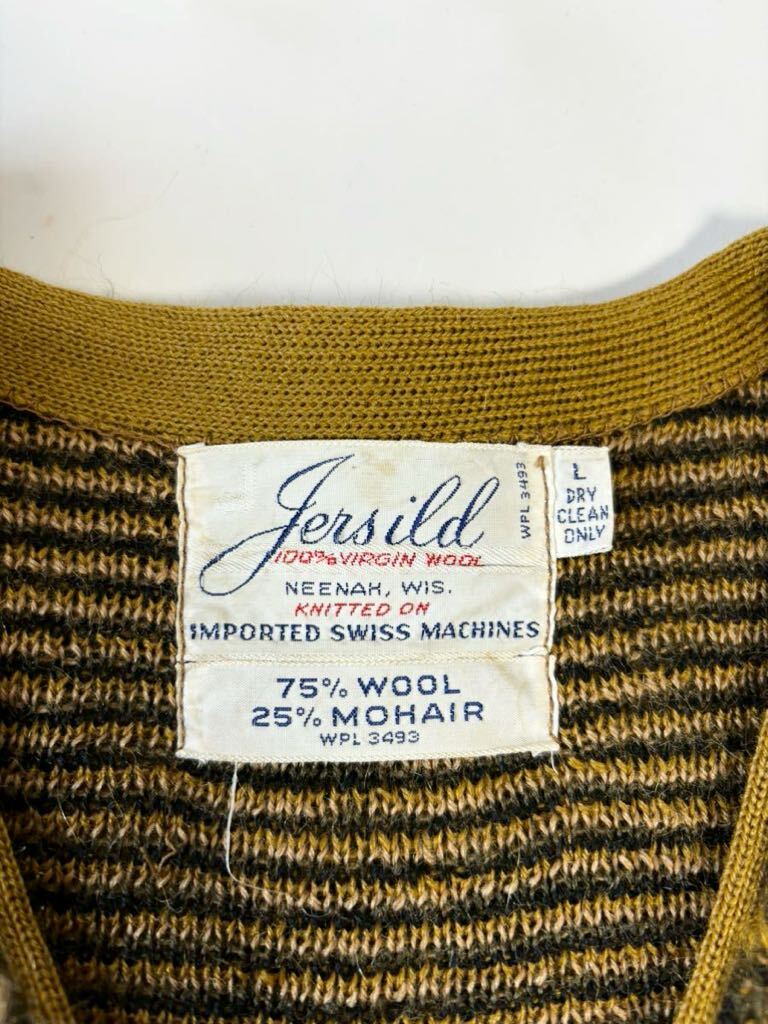 Jersild
100% VIRGIN WOOL
NEENAH, WIS.
KNITTED ON
IMPORTED SWISS MACHINES
WPL 3493
75% WOOL
25% MOHAIR
WPL 3493
L
DRY
CLEAN
ONLY